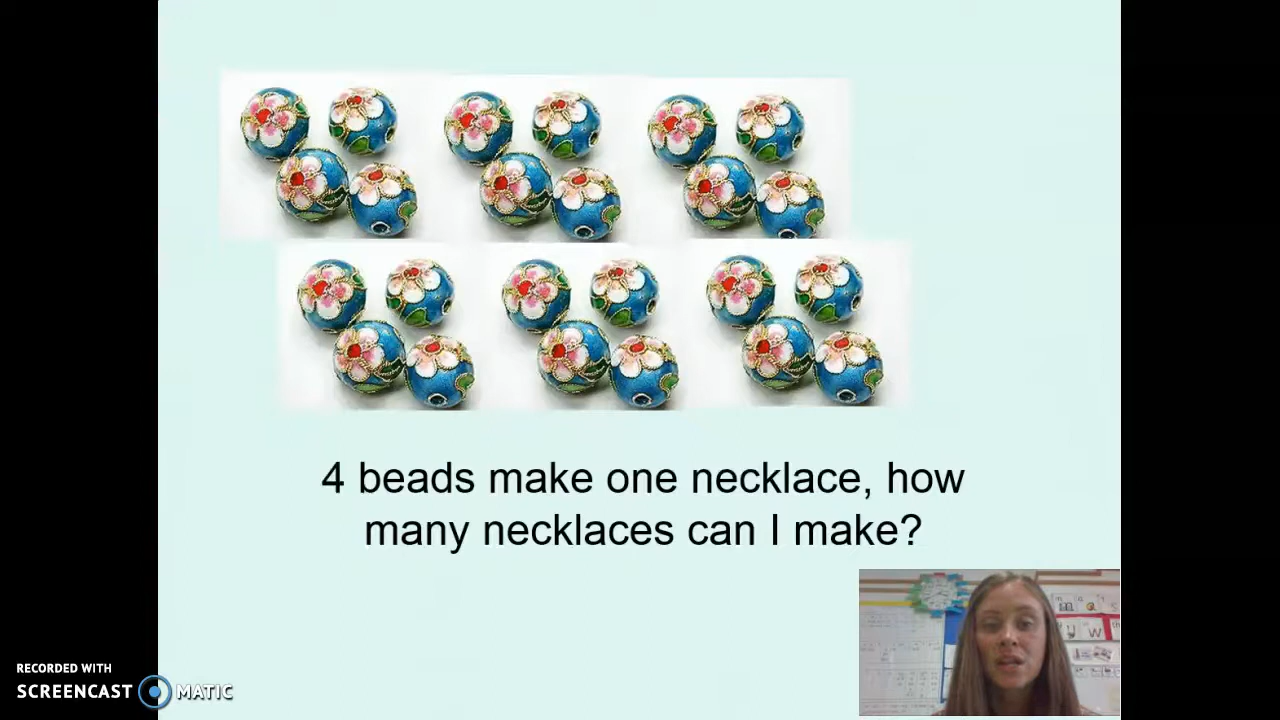 4 beads make one necklace, how
many necklaces can I make?
RECORDED WITH
SCREENCAST MATIC